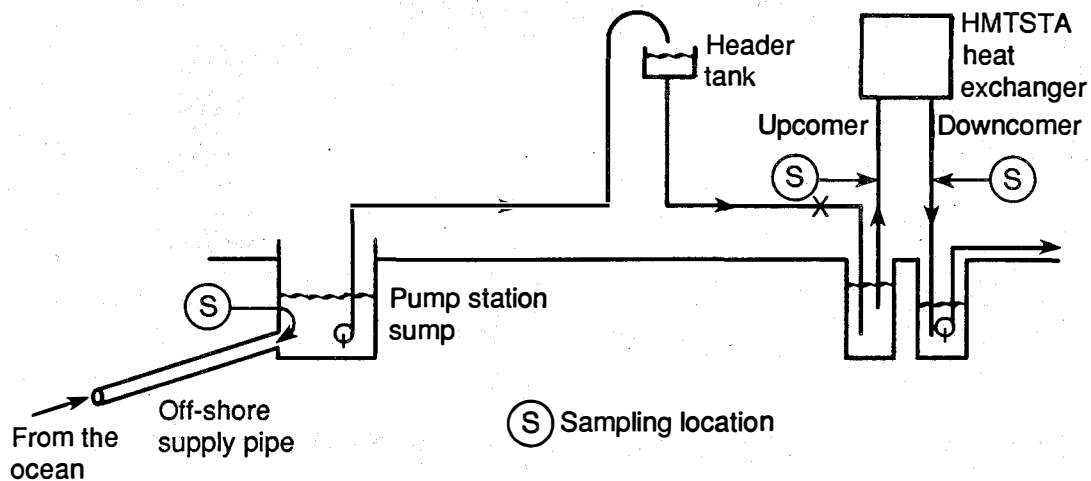 Header
tank
HMTSTA
heat
exchanger
Upcomer
Downcomer
S
S
S
Pump station
sump
Off-shore
supply pipe
From the
ocean
S Sampling location